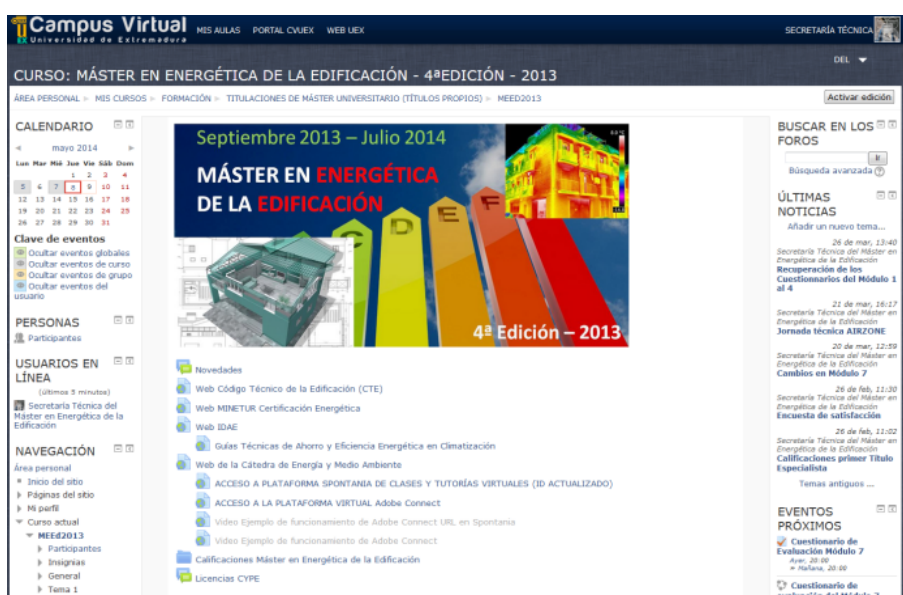 Campus Virtual
Universidad de Extremadura
MIS AULAS PORTAL CVUEX WEB UEX
SECRETARÍA TÉCNICA
DEL
CURSO: MÁSTER EN ENERGÉTICA DE LA EDIFICACIÓN - 4ªEDICIÓN - 2013
ÁREA PERSONAL ► MIS CURSOS ► FORMACIÓN ► TITULACIONES DE MÁSTER UNIVERSITARIO (TÍTULOS PROPIOS) ► MEED2013
Activar edición
CALENDARIO
mayo 2014
Lun Mar Mié Jue Vie Sáb Dom
1 2 3 4
5 6 7 8 9 10 11
12 13 14 15 16 17 18
19 20 21 22 23 24 25
26 27 28 29 30 31
Clave de eventos
Ocultar eventos globales
Ocultar eventos de curso
Ocultar eventos de grupo
Ocultar eventos del
usuario
PERSONAS
Participantes
USUARIOS EN
LÍNEA
(últimos 5 minutos)
Secretaría Técnica del
Máster en Energética de la
Edificación
NAVEGACIÓN
Área personal
Inicio del sitio
Páginas del sitio
Mi perfil
Curso actual
MEEd2013
Participantes
Insignias
General
Tema 1
Septiembre 2013 – Julio 2014
MÁSTER EN ENERGÉTICA
DE LA EDIFICACIÓN
C D E F
4ª Edición – 2013
Novedades
Web Código Técnico de la Edificación (CTE)
Web MINETUR Certificación Energética
Web IDAE
Guías Técnicas de Ahorro y Eficiencia Energética en Climatización
Web de la Cátedra de Energía y Medio Ambiente
ACCESO A PLATAFORMA SPONTANIA DE CLASES Y TUTORÍAS VIRTUALES (ID ACTUALIZADO)
ACCESO A LA PLATAFORMA VIRTUAL Adobe Connect
Video Ejemplo de funcionamiento de Adobe Connect URL en Spontania
Video Ejemplo de funcionamiento de Adobe Connect
Calificaciones Máster en Energética de la Edificación
Licencias CYPE
BUSCAR EN LOS
FOROS
Ir
Búsqueda avanzada
ÚLTIMAS
NOTICIAS
Añadir un nuevo tema...
26 de mar, 13:40
Secretaría Técnica del Máster en
Energética de la Edificación
Recuperación de los
Cuestionnarios del Módulo 1
al 4
21 de mar, 16:17
Secretaría Técnica del Máster en
Energética de la Edificación
Jornada técnica AIRZONE
20 de mar, 12:59
Secretaría Técnica del Máster en
Energética de la Edificación
Cambios en Módulo 7
26 de feb, 11:30
Secretaría Técnica del Máster en
Energética de la Edificación
Encuesta de satisfacción
26 de feb, 11:02
Secretaría Técnica del Máster en
Energética de la Edificación
Calificaciones primer Título
Especialista
Temas antiguos ...
EVENTOS
PRÓXIMOS
Cuestionario de
Evaluación Módulo 7
Ayer, 20:00
» Mañana, 20:00
Cuestionario de
evaluación del Módulo 7